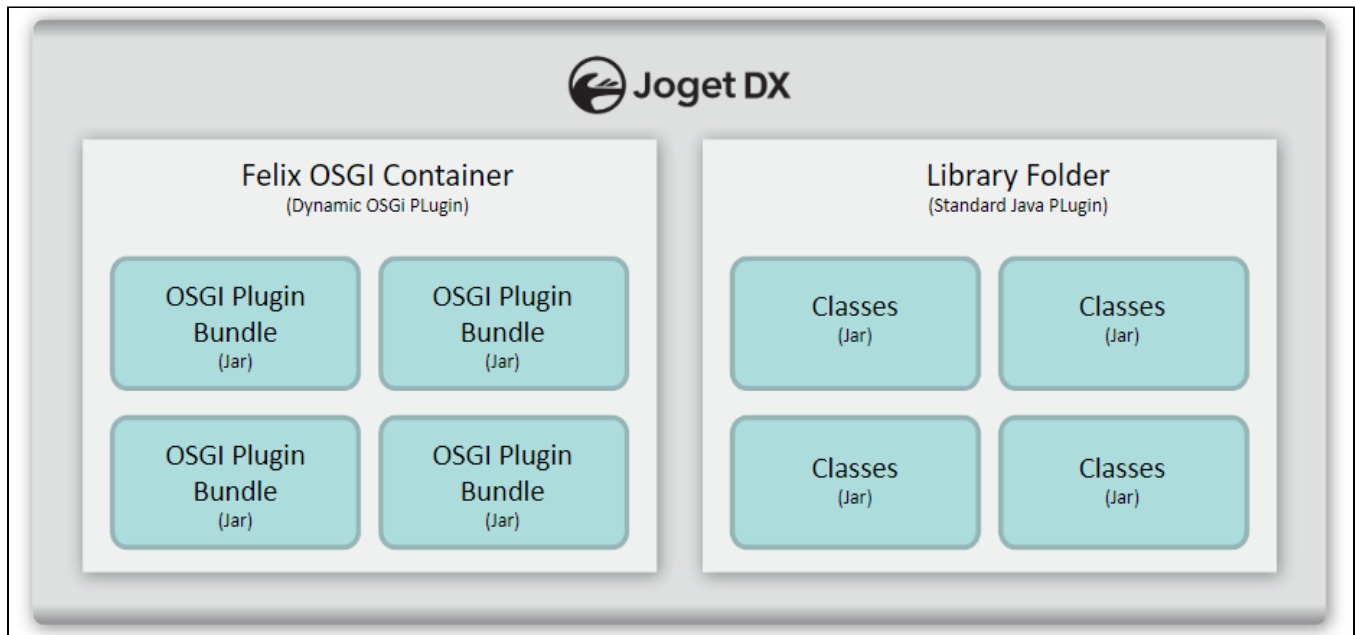 Joget DX
Felix OSGI Container
(Dynamic OSGi PLugin)
OSGI Plugin
Bundle
(Jar)
OSGI Plugin
Bundle
(Jar)
OSGI Plugin
Bundle
(Jar)
OSGI Plugin
Bundle
(Jar)
Library Folder
(Standard Java PLugin)
Classes
(Jar)
Classes
(Jar)
Classes
(Jar)
Classes
(Jar)